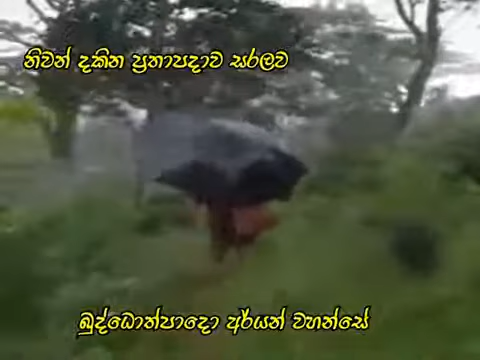 නිවන් දකින ප්‍රතාපදාව සරලව
බුද්ධොත්පාදො අර්යන් වහන්සේ